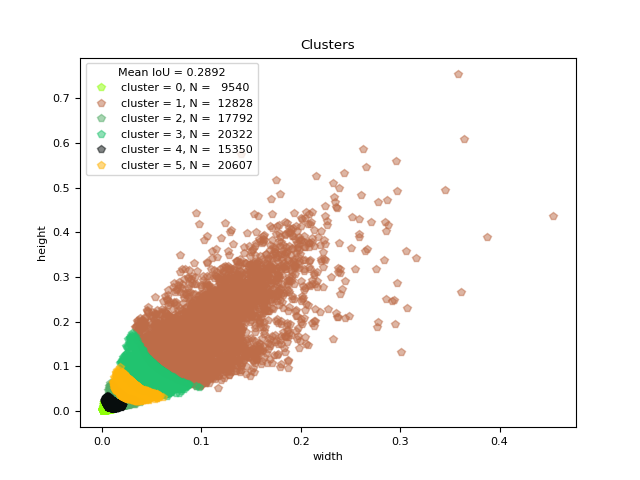 Clusters
Mean IoU = 0.2892
cluster = 0, N =   9540
cluster = 1, N =  12828
cluster = 2, N =  17792
cluster = 3, N =  20322
cluster = 4, N =  15350
cluster = 5, N =  20607
height
0.7
0.6
0.5
0.4
0.3
0.2
0.1
0.0
0.0 0.1 0.2 0.3 0.4
width